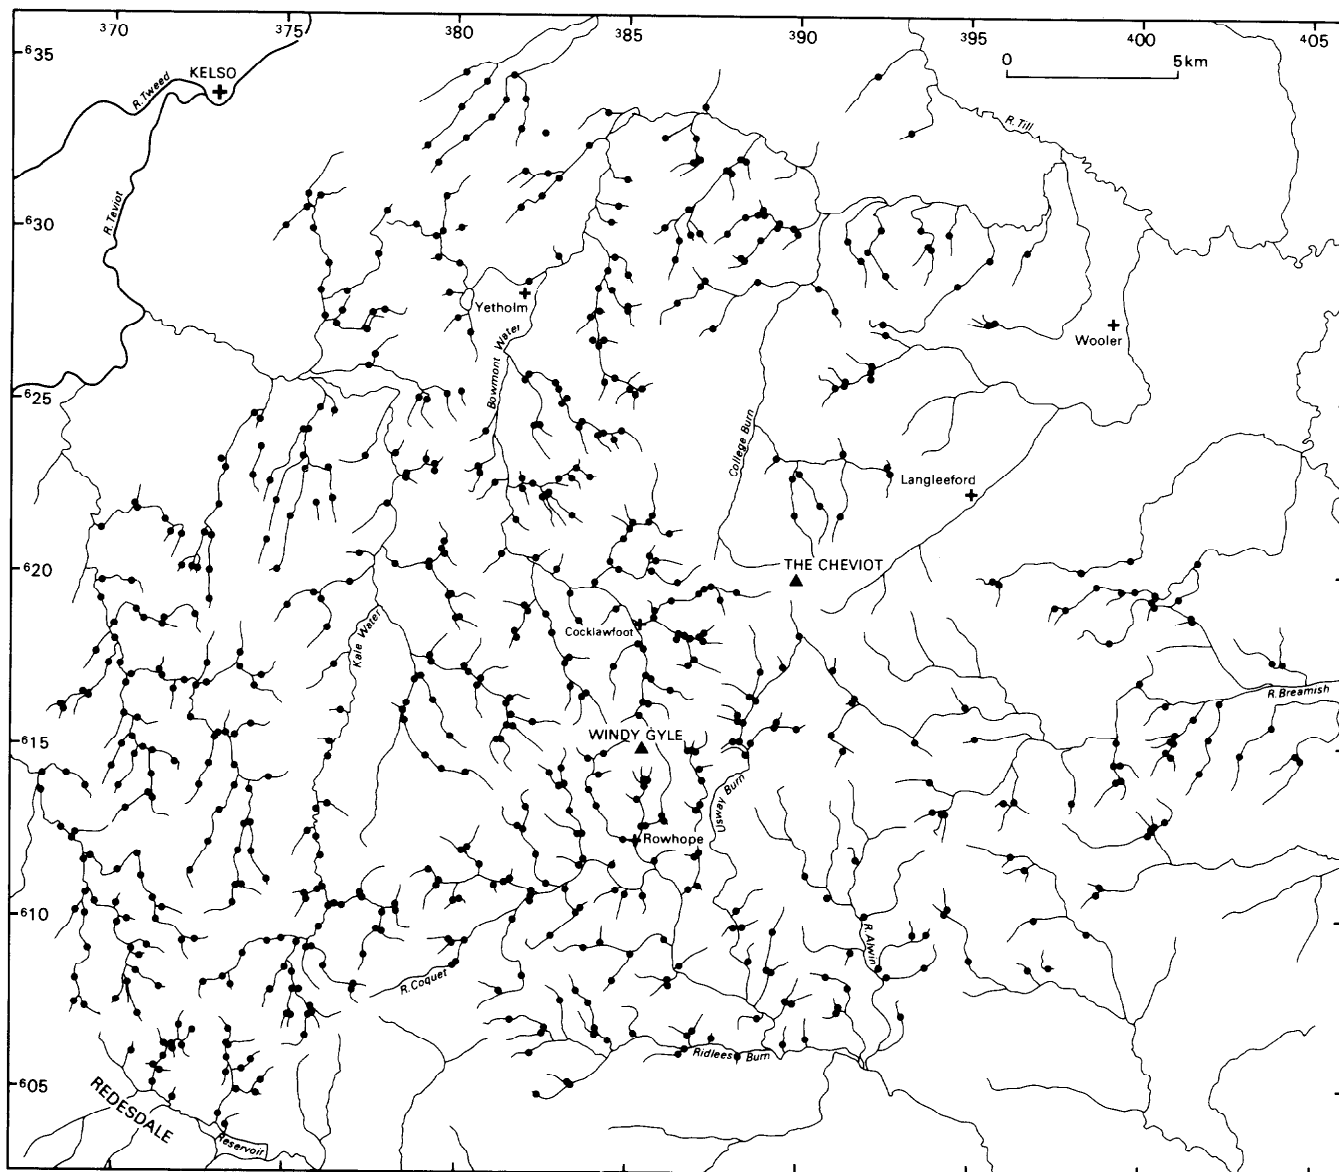 370 375 380 385 390 395 400 405
635
0 5km
KELSO
R.Tweed
R.Till
R.Teviot
630
Yetholm
Bowmont Water
Wooler
625
College Burn
Langleeford
620
THE CHEVIOT
Cocklawfoot
Kale Water
R.Breamish
615
WINDY GYLE
Usway Burn
Rowhope
610
R.Alwin
R.Coquet
Ridlees Burn
605
REDESDALE
Reservoir